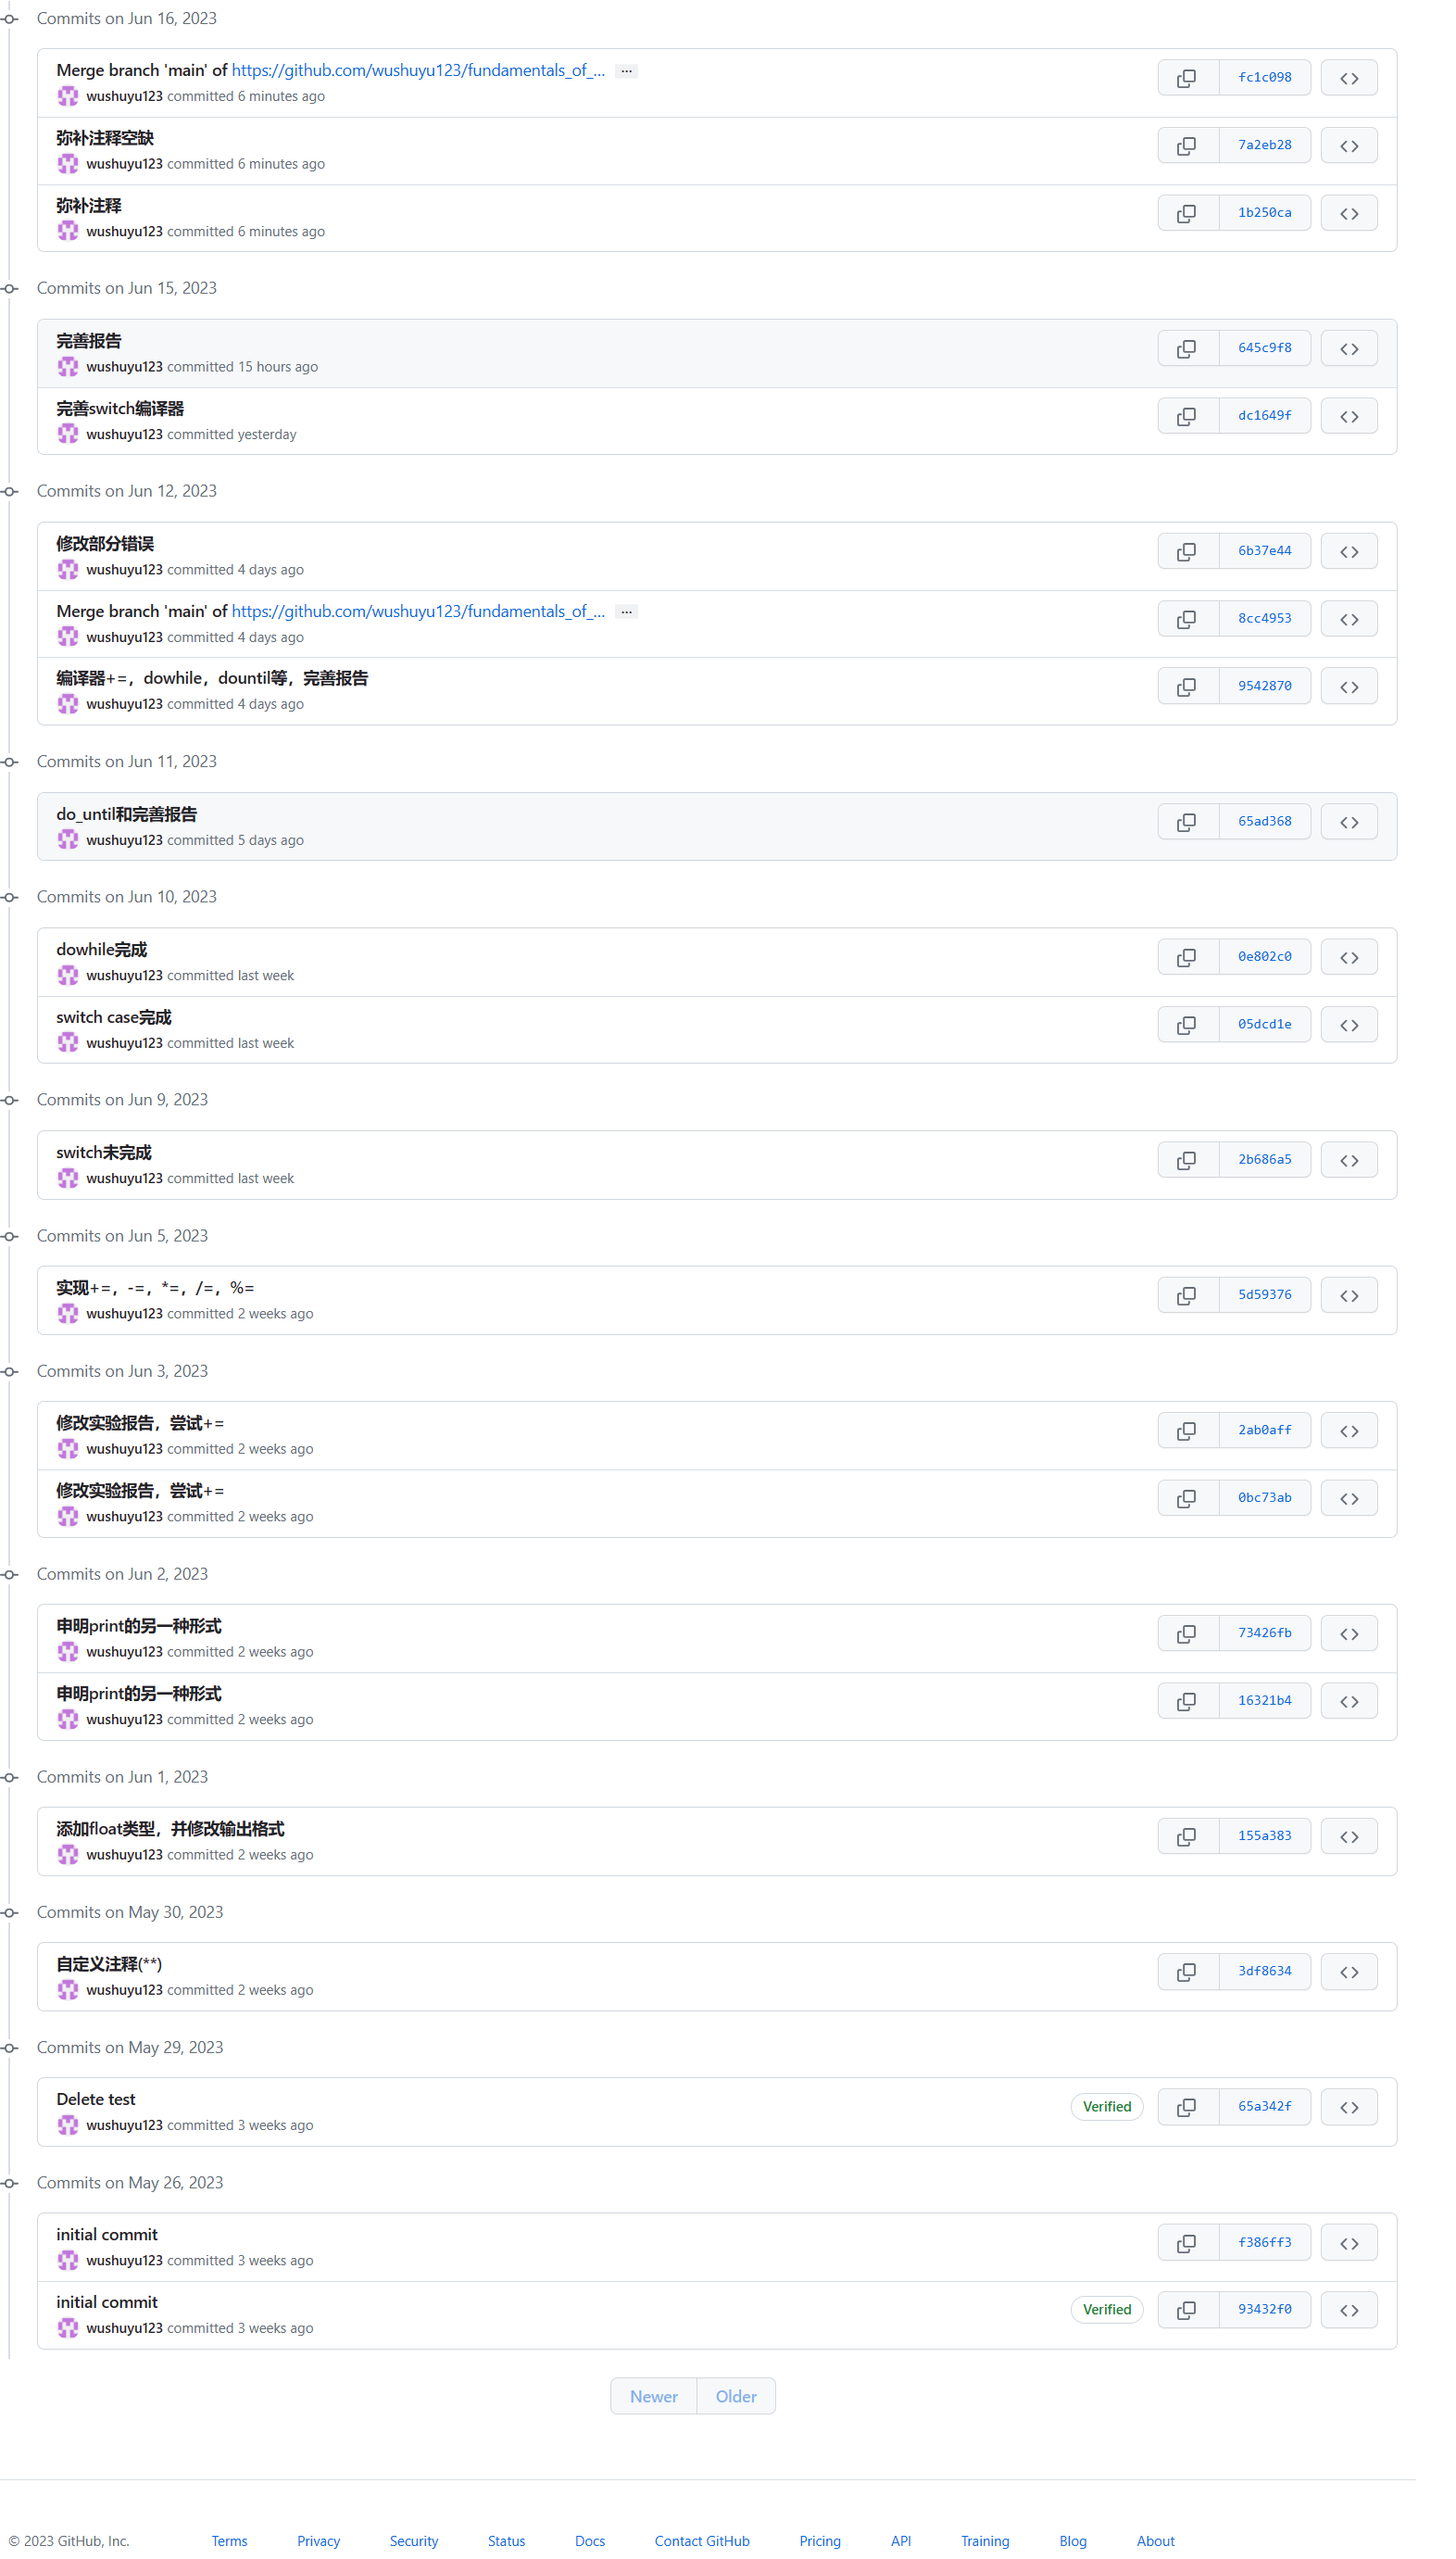 Commits on Jun 16, 2023
Merge branch 'main' of https://github.com/wushuyu123/fundamentals_of_... ...
fc1c098
wushuyu123 committed 6 minutes ago
弥补注释空缺
7a2eb28
wushuyu123 committed 6 minutes ago
弥补注释
1b250ca
wushuyu123 committed 6 minutes ago
Commits on Jun 15, 2023
完善报告
645c9f8
wushuyu123 committed 15 hours ago
完善switch编译器
dc1649f
wushuyu123 committed yesterday
Commits on Jun 12, 2023
修改部分错误
6b37e44
wushuyu123 committed 4 days ago
Merge branch 'main' of https://github.com/wushuyu123/fundamentals_of_... ...
8cc4953
wushuyu123 committed 4 days ago
编译器+=，dowhile，dountil等，完善报告
9542870
wushuyu123 committed 4 days ago
Commits on Jun 11, 2023
do_until和完善报告
65ad368
wushuyu123 committed 5 days ago
Commits on Jun 10, 2023
dowhile完成
0e802c0
wushuyu123 committed last week
switch case完成
05dcd1e
wushuyu123 committed last week
Commits on Jun 9, 2023
switch未完成
2b686a5
wushuyu123 committed last week
Commits on Jun 5, 2023
实现+=，-=，*=，/=，%=
5d59376
wushuyu123 committed 2 weeks ago
Commits on Jun 3, 2023
修改实验报告，尝试+=
2ab0aff
wushuyu123 committed 2 weeks ago
修改实验报告，尝试+=
0bc73ab
wushuyu123 committed 2 weeks ago
Commits on Jun 2, 2023
申明print的另一种形式
73426fb
wushuyu123 committed 2 weeks ago
申明print的另一种形式
16321b4
wushuyu123 committed 2 weeks ago
Commits on Jun 1, 2023
添加float类型，并修改输出格式
155a383
wushuyu123 committed 2 weeks ago
Commits on May 30, 2023
自定义注释(**)
3df8634
wushuyu123 committed 2 weeks ago
Commits on May 29, 2023
Delete test
Verified 65a342f
wushuyu123 committed 3 weeks ago
Commits on May 26, 2023
initial commit
f386ff3
wushuyu123 committed 3 weeks ago
initial commit
Verified 93432f0
wushuyu123 committed 3 weeks ago
Newer Older
© 2023 GitHub, Inc. Terms Privacy Security Status Docs Contact GitHub Pricing API Training Blog About